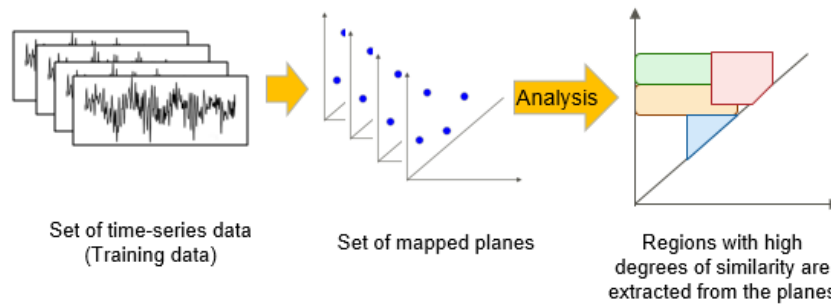 Analysis
Set of time-series data
(Training data)
Set of mapped planes
Regions with high
degrees of similarity are
extracted from the planes